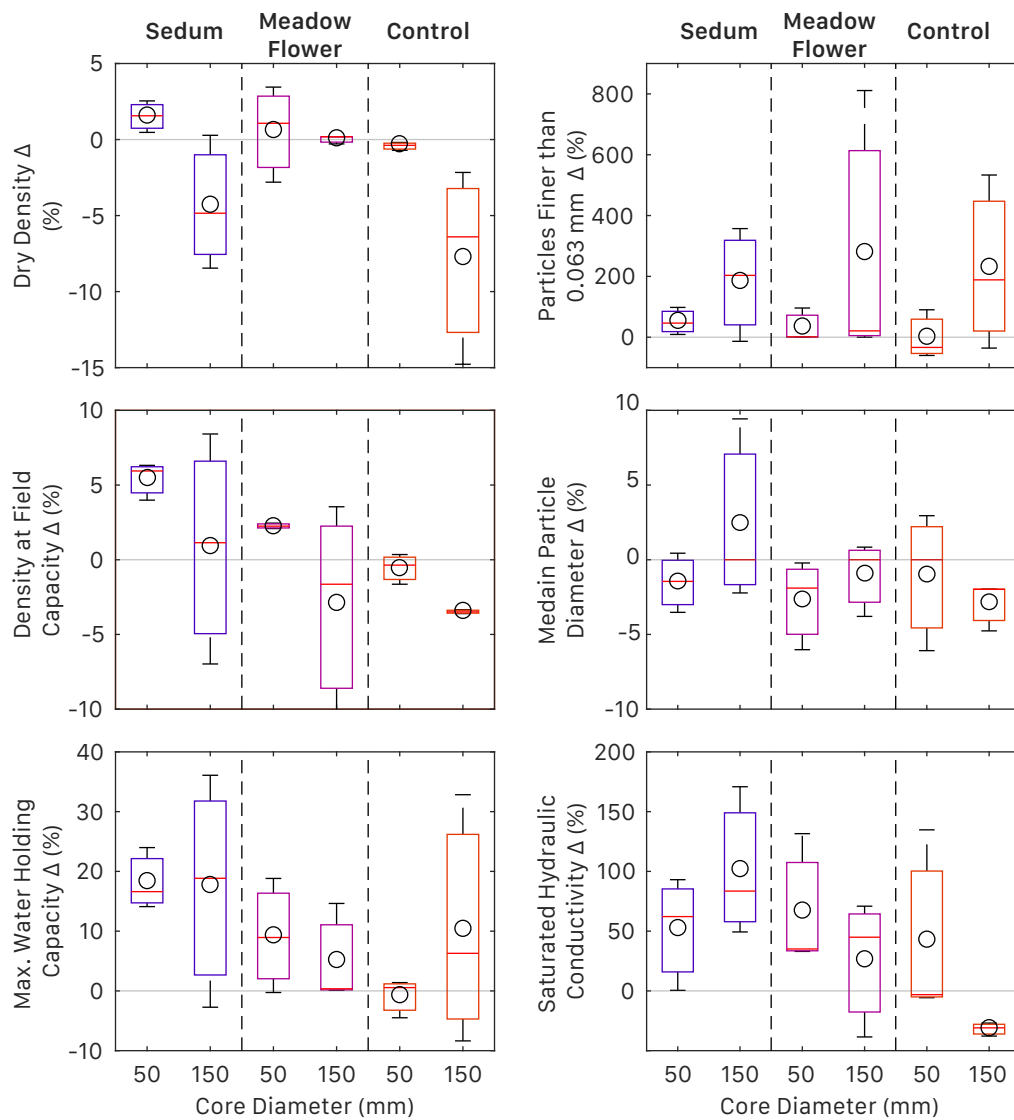 Sedum
Meadow
Flower
Control
Sedum
Meadow
Flower
Control
Dry Density Δ
(%)
5
0
-5
-10
-15
Particles Finer than
0.063 mm Δ (%)
800
600
400
200
0
Density at Field
Capacity Δ (%)
10
5
0
-5
-10
Medain Particle
Diameter Δ (%)
10
5
0
-5
-10
Max. Water Holding
Capacity Δ (%)
40
30
20
10
0
-10
Saturated Hydraulic
Conductivity Δ (%)
200
150
100
50
0
50 150 50 150 50 150
Core Diameter (mm)
50 150 50 150 50 150
Core Diameter (mm)